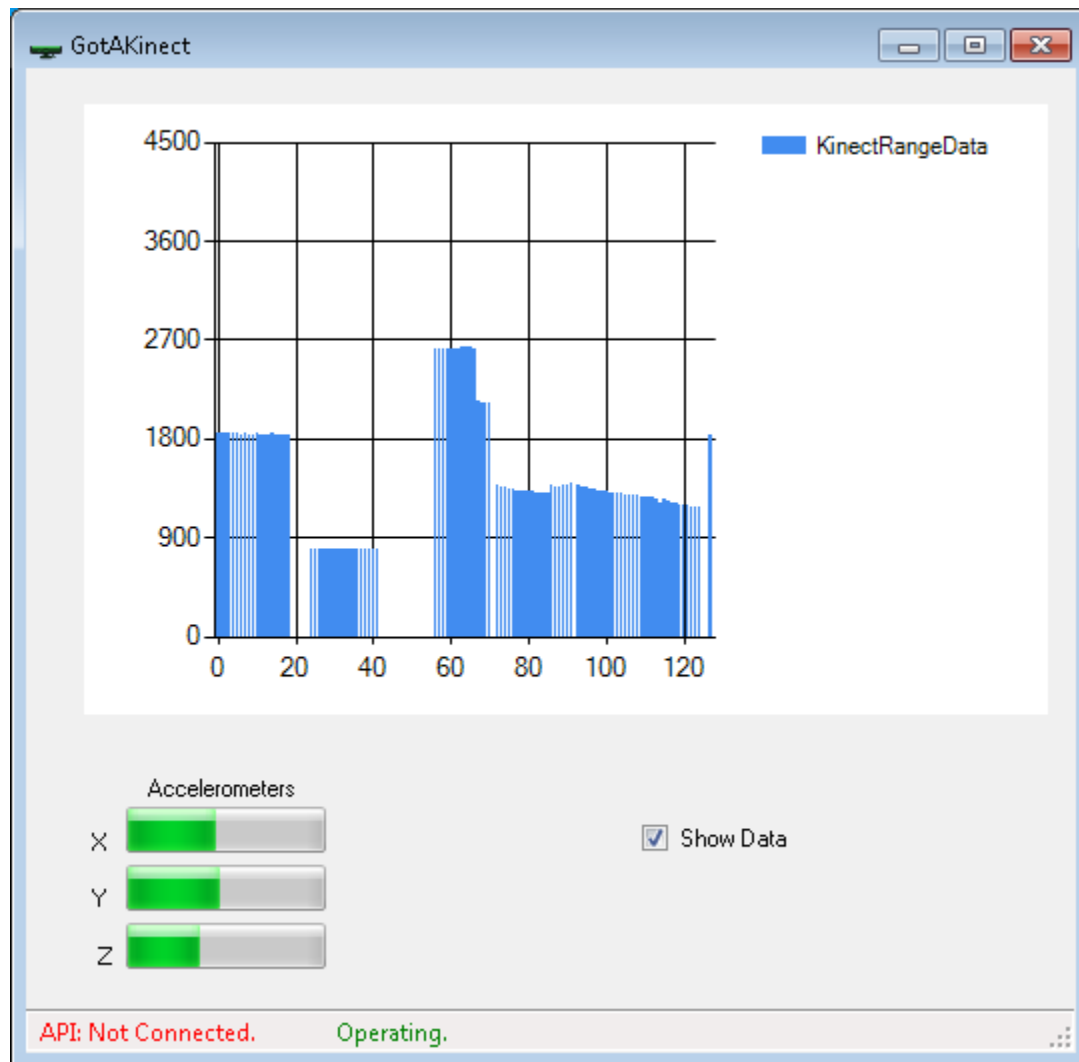 GotAKinect
4500
3600
2700
1800
900
0
0 20 40 60 80 100 120
KinectRangeData
Accelerometers
X
Y
Z
Show Data
API: Not Connected. Operating.